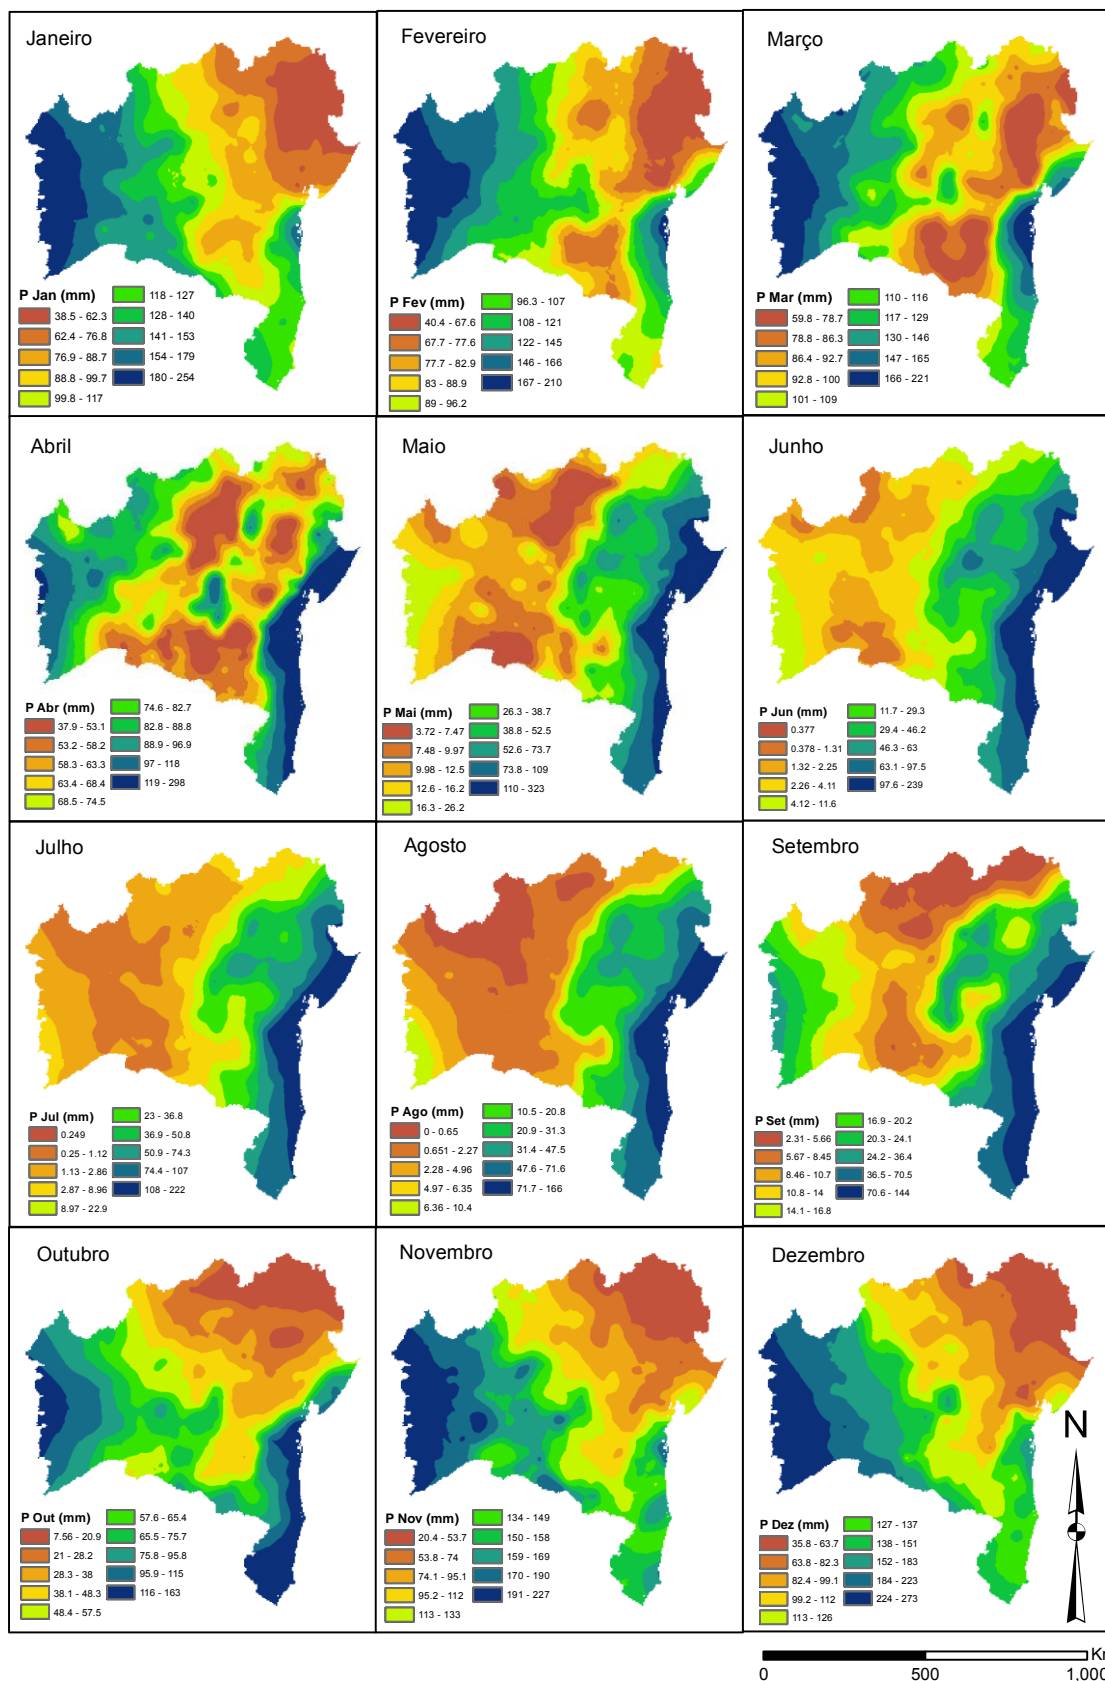 Janeiro
P Jan (mm)
38.5 - 62.3
62.4 - 76.8
76.9 - 88.7
88.8 - 99.7
99.8 - 117
118 - 127
128 - 140
141 - 153
154 - 179
180 - 254
Fevereiro
P Fev (mm)
40.4 - 67.6
67.7 - 77.6
77.7 - 82.9
83 - 88.9
89 - 96.2
96.3 - 107
108 - 121
122 - 145
146 - 166
167 - 210
Março
P Mar (mm)
59.8 - 78.7
78.8 - 86.3
86.4 - 92.7
92.8 - 100
101 - 109
110 - 116
117 - 129
130 - 146
147 - 165
166 - 221
Abril
P Abr (mm)
37.9 - 53.1
53.2 - 58.2
58.3 - 63.3
63.4 - 68.4
68.5 - 74.5
74.6 - 82.7
82.8 - 88.8
88.9 - 96.9
97 - 118
119 - 298
Maio
P Mai (mm)
3.72 - 7.47
7.48 - 9.97
9.98 - 12.5
12.6 - 16.2
16.3 - 26.2
26.3 - 38.7
38.8 - 52.5
52.6 - 73.7
73.8 - 109
110 - 323
Junho
P Jun (mm)
0.377
0.378 - 1.31
1.32 - 2.25
2.26 - 4.11
4.12 - 11.6
11.7 - 29.3
29.4 - 46.2
46.3 - 63
63.1 - 97.5
97.6 - 239
Julho
P Jul (mm)
0.249
0.25 - 1.12
1.13 - 2.86
2.87 - 8.96
8.97 - 22.9
23 - 36.8
36.9 - 50.8
50.9 - 74.3
74.4 - 107
108 - 222
Agosto
P Ago (mm)
0 - 0.65
0.651 - 2.27
2.28 - 4.96
4.97 - 6.35
6.36 - 10.4
10.5 - 20.8
20.9 - 31.3
31.4 - 47.5
47.6 - 71.6
71.7 - 166
Setembro
P Set (mm)
2.31 - 5.66
5.67 - 8.45
8.46 - 10.7
10.8 - 14
14.1 - 16.8
16.9 - 20.2
20.3 - 24.1
24.2 - 36.4
36.5 - 70.5
70.6 - 144
Outubro
P Out (mm)
7.56 - 20.9
21 - 28.2
28.3 - 38
38.1 - 48.3
48.4 - 57.5
57.6 - 65.4
65.5 - 75.7
75.8 - 95.8
95.9 - 115
116 - 163
Novembro
P Nov (mm)
20.4 - 53.7
53.8 - 74
74.1 - 95.1
95.2 - 112
113 - 133
134 - 149
150 - 158
159 - 169
170 - 190
191 - 227
Dezembro
P Dez (mm)
35.8 - 63.7
63.8 - 82.3
82.4 - 99.1
99.2 - 112
113 - 126
127 - 137
138 - 151
152 - 183
184 - 223
224 - 273
N
Km
0 500 1,000